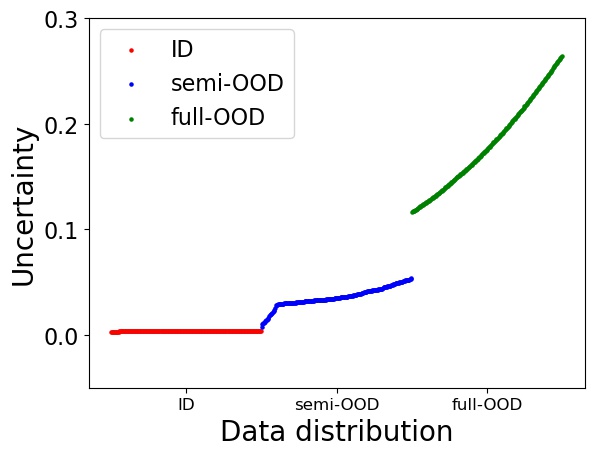 0.3
0.2
0.1
0.0
Uncertainty
ID
semi-OOD
full-OOD
ID
semi-OOD
full-OOD
Data distribution